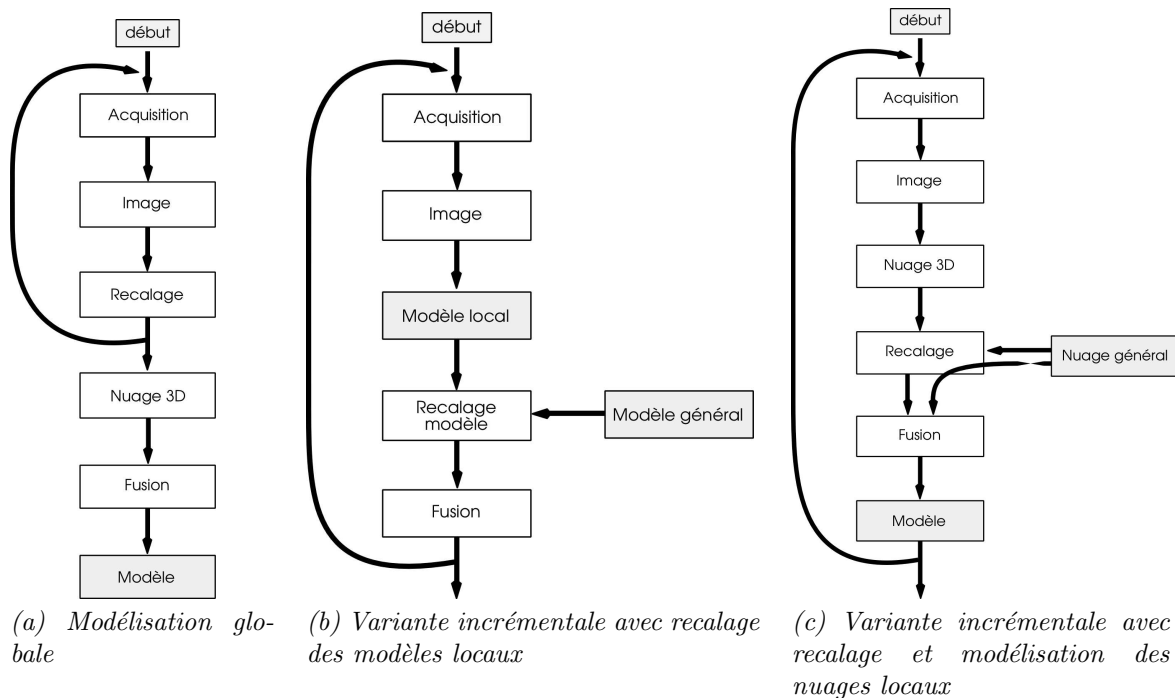 début
Acquisition
Image
Recalage
Nuage 3D
Fusion
Modèle
(a) Modélisation glo-
bale
début
Acquisition
Image
Modèle local
Recalage
modèle
Modèle général
Fusion
(b) Variante incrémentale avec recalage
des modèles locaux
début
Acquisition
Image
Nuage 3D
Recalage
Nuage général
Fusion
Modèle
(c) Variante incrémentale avec
recalage et modélisation des
nuages locaux